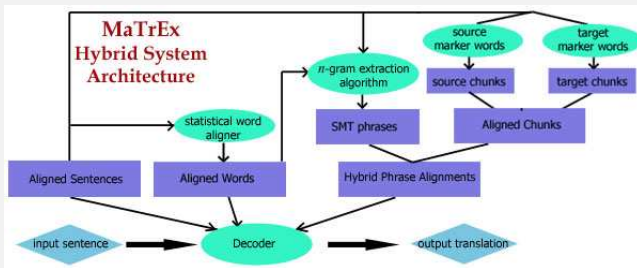 MaTrEx
Hybrid System
Architecture
source
marker words
target
marker words
n-gram extraction
algorithm
source chunks
target chunks
statistical word
aligner
SMT phrases
Aligned Chunks
Aligned Sentences
Aligned Words
Hybrid Phrase Alignments
input sentence
Decoder
output translation